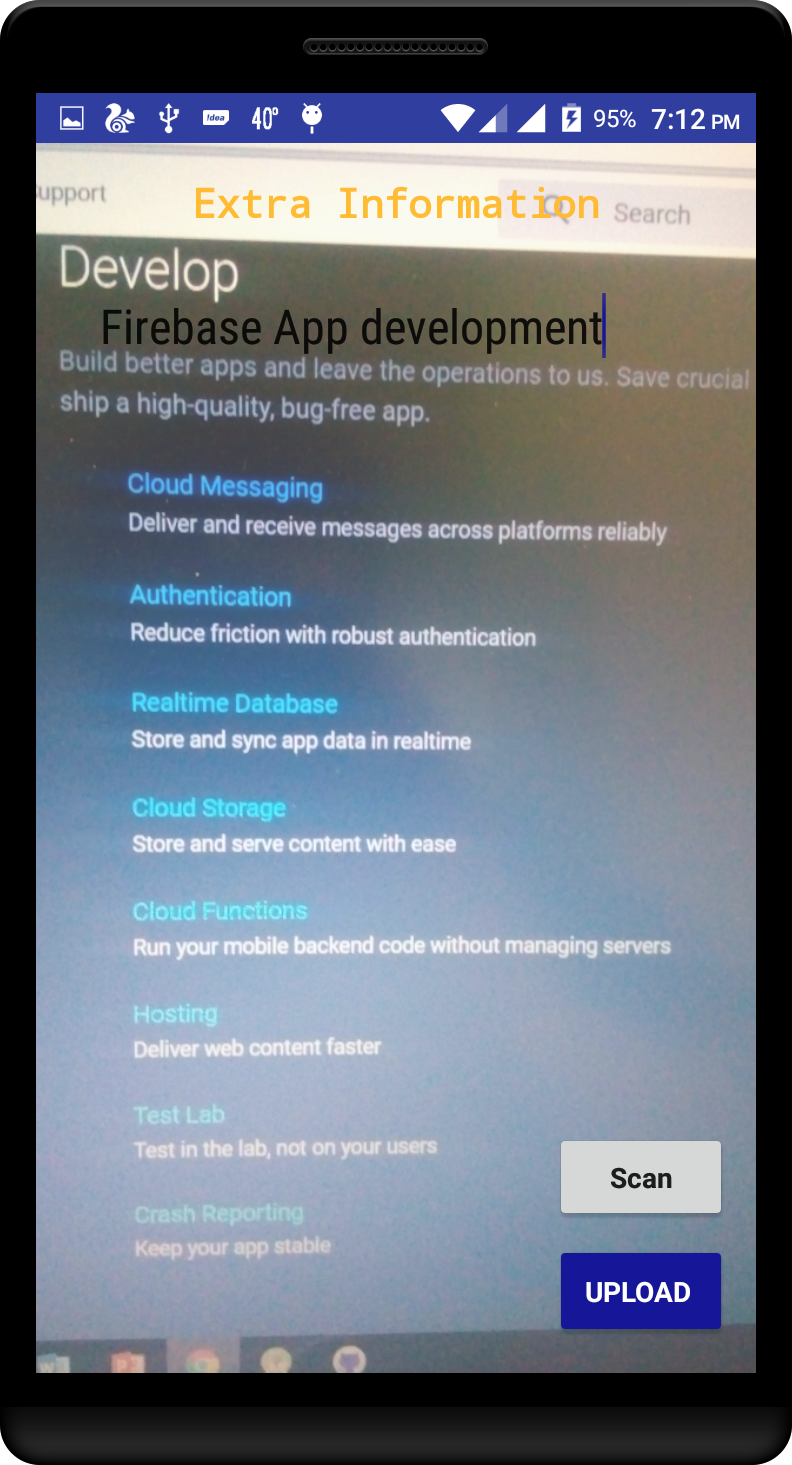 Idea
40°
95%
7:12 PM
upport
Extra Information
Search
Develop
Firebase App development
Build better apps and leave the operations to us. Save crucial
ship a high-quality, bug-free app.
Cloud Messaging
Deliver and receive messages across platforms reliably
Authentication
Reduce friction with robust authentication
Realtime Database
Store and sync app data in realtime
Cloud Storage
Store and serve content with ease
Cloud Functions
Run your mobile backend code without managing servers
Hosting
Deliver web content faster
Test Lab
Test in the lab, not on your users
Crash Reporting
Keep your app stable
Scan
UPLOAD